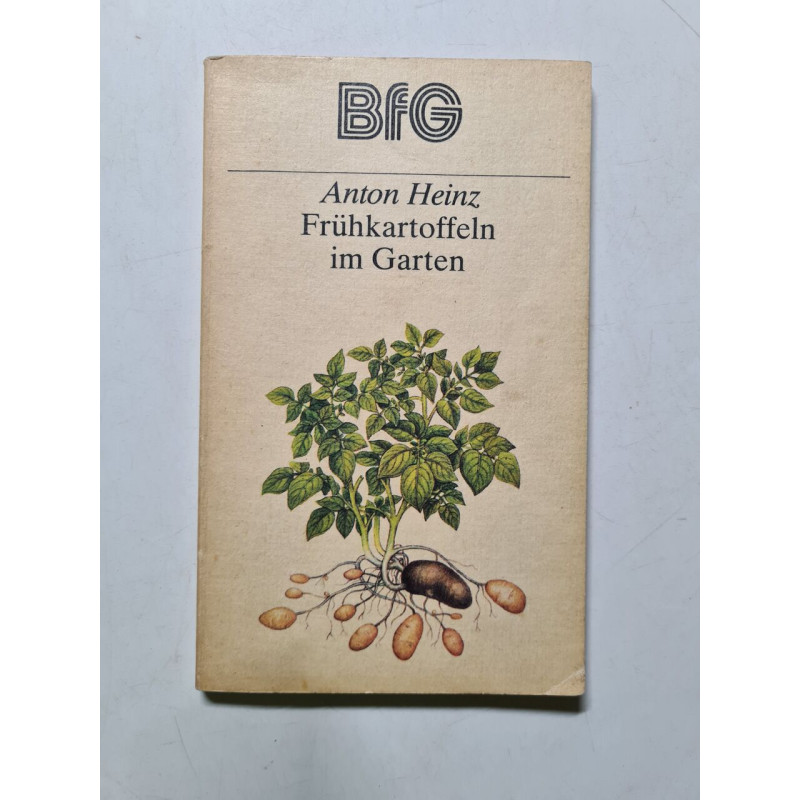 BfG
Anton Heinz
Frühkartoffeln
im Garten